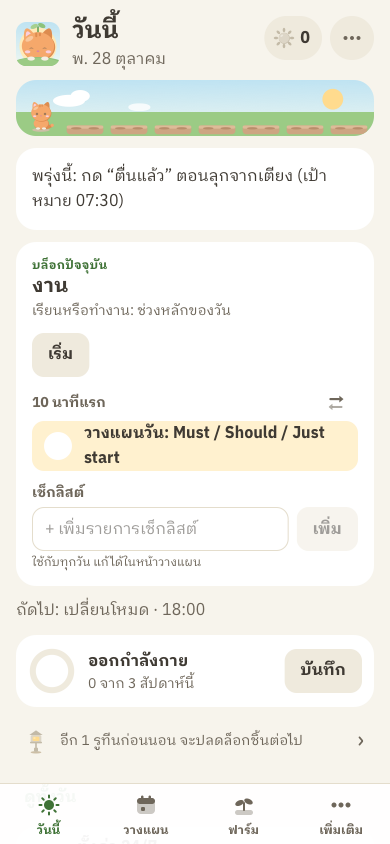 วันนี้
พ. 28 ตุลาคม
0
พรุ่งนี้: กด “ตื่นแล้ว” ตอนลุกจากเตียง (เป้า
หมาย 07:30)
บล็อกปัจจุบัน
งาน
เรียนหรือทำงาน: ช่วงหลักของวัน
เริ่ม
10 นาทีแรก
วางแผนวัน: Must / Should / Just
start
เช็กลิสต์
+ เพิ่มรายการเช็กลิสต์
เพิ่ม
ใช้กับทุกวัน แก้ได้ในหน้าวางแผน
ถัดไป: เปลี่ยนโหมด · 18:00
ออกกำลังกาย
0 จาก 3 สัปดาห์นี้
บันทึก
อีก 1 รูทีนก่อนนอน จะปลดล็อกชิ้นต่อไป
วันนี้
วางแผน
ฟาร์ม
เพิ่มเติม